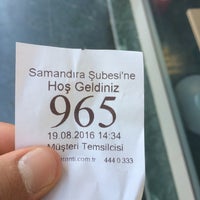 Samandıra Şubesi'ne
Hoş Geldiniz
965
19.08.2016 14:34
Müşteri Temsilcisi
444 0 333